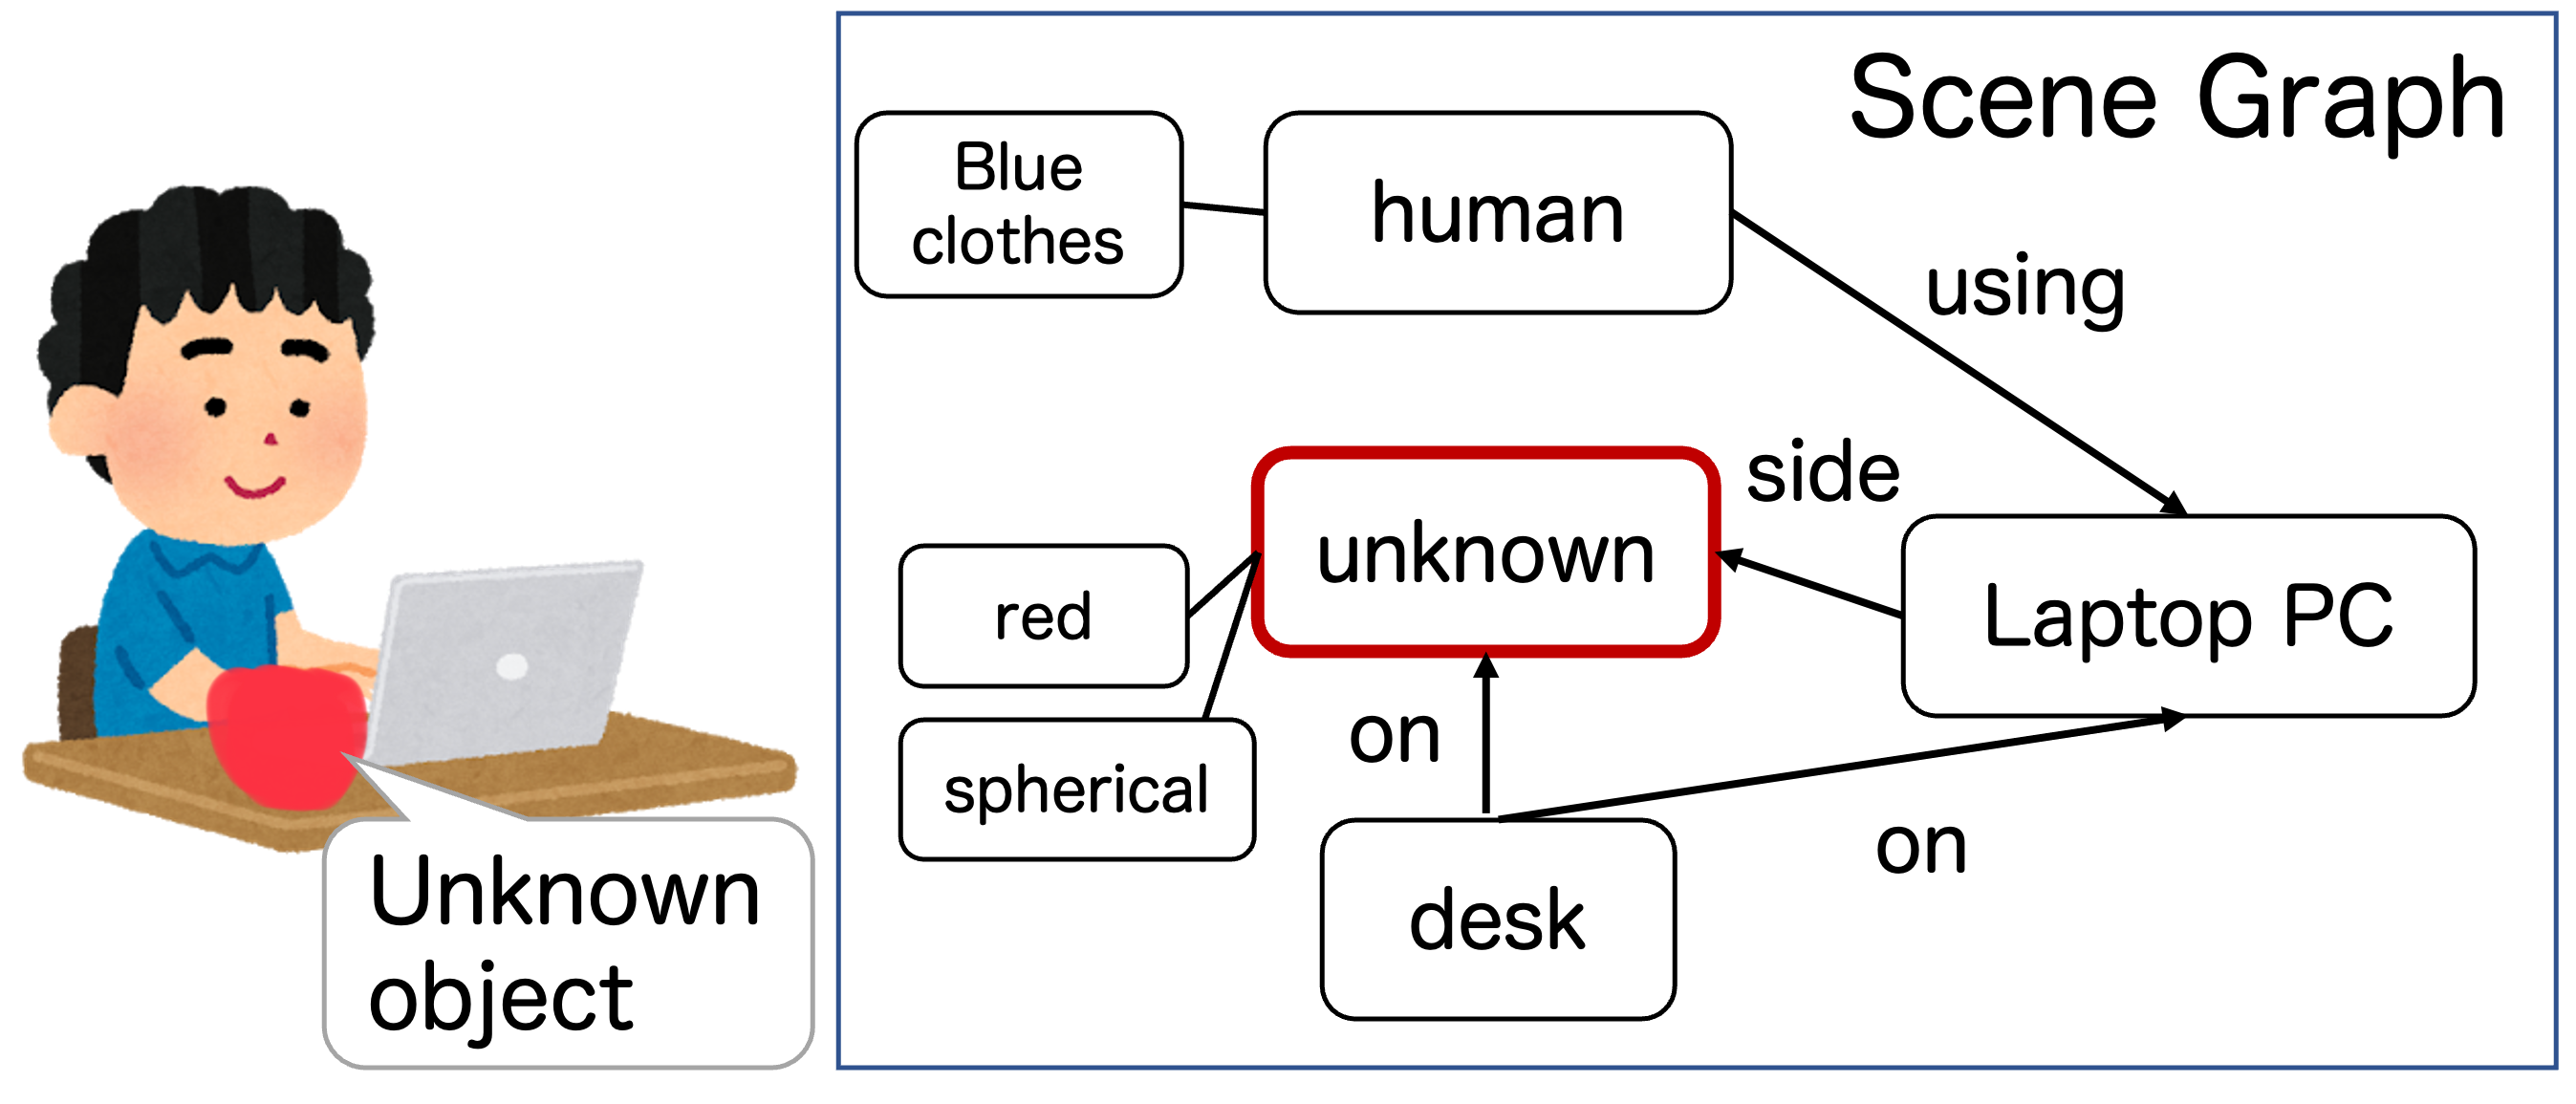 Scene Graph
Blue
clothes
human
using
side
unknown
red
Laptop PC
spherical
on
on
desk
Unknown
object